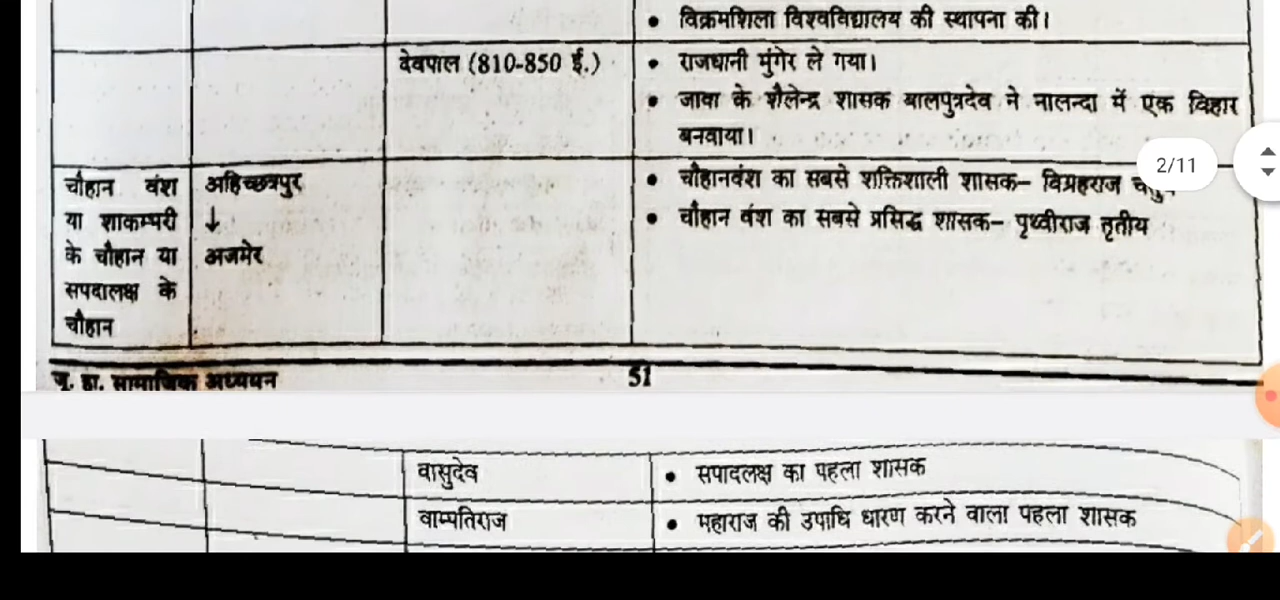 विक्रमशिला विश्वविद्यालय की स्थापना की।
देवपाल (810-850 ई.)
राजधानी मुंगेर ले गया।
जावा के शैलेन्द्र शासक बालपुत्रदेव ने नालन्दा में एक विहार
बनवाया।
2/11
चौहान वंश
या शाकम्परी
के चौहान या
सपदालक्ष के
चौहान
अहिच्छत्रपुर
↓
अजमेर
चौहानवंश का सबसे शक्तिशाली शासक– विग्रहराज
चौहान वंश का सबसे प्रसिद्ध शासक– पृथ्वीराज तृतीय
जू. हा. सामाजिक अध्ययन
51
वासुदेव
सपादलक्ष का पहला शासक
वाम्पतिराज
महाराज की उपाधि धारण करने वाला पहला शासक